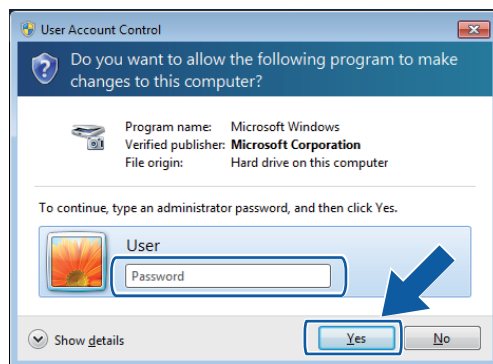 User Account Control
Do you want to allow the following program to make
changes to this computer?
Program name: Microsoft Windows
Verified publisher: Microsoft Corporation
File origin: Hard drive on this computer
To continue, type an administrator password, and then click Yes.
User
Password
Show details
Yes
No